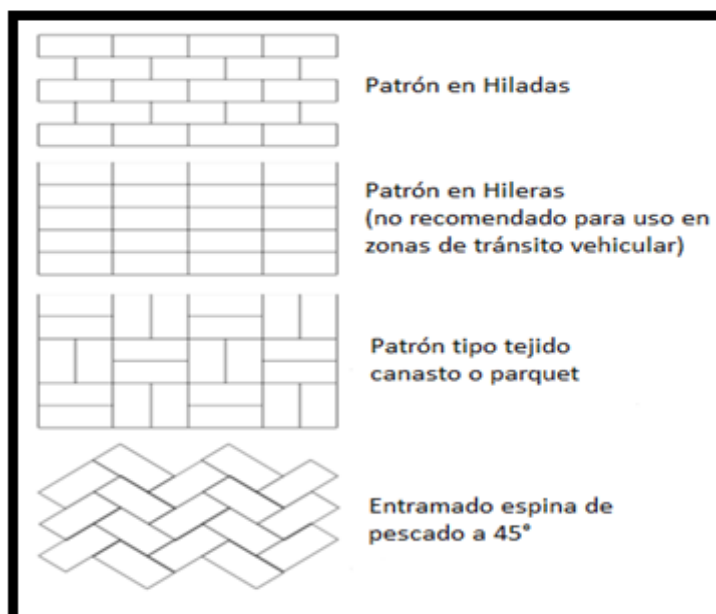 Patrón en Hiladas
Patrón en Hileras
(no recomendado para uso en
zonas de tránsito vehicular)
Patrón tipo tejido
canasto o parquet
Entramado espina de
pescado a 45°